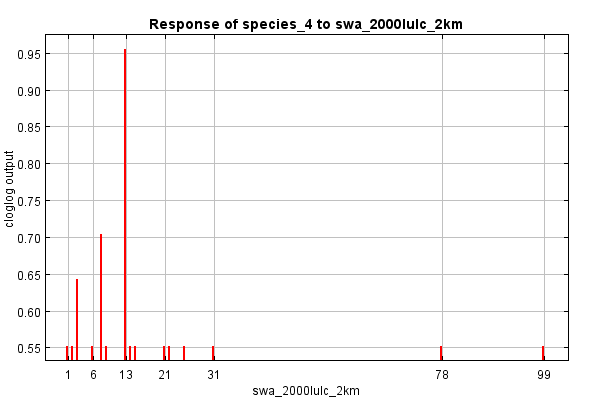 Response of species_4 to swa_2000lulc_2km
cloglog output
0.95
0.90
0.85
0.80
0.75
0.70
0.65
0.60
0.55
1 6 13 21 31 78 99
swa_2000lulc_2km